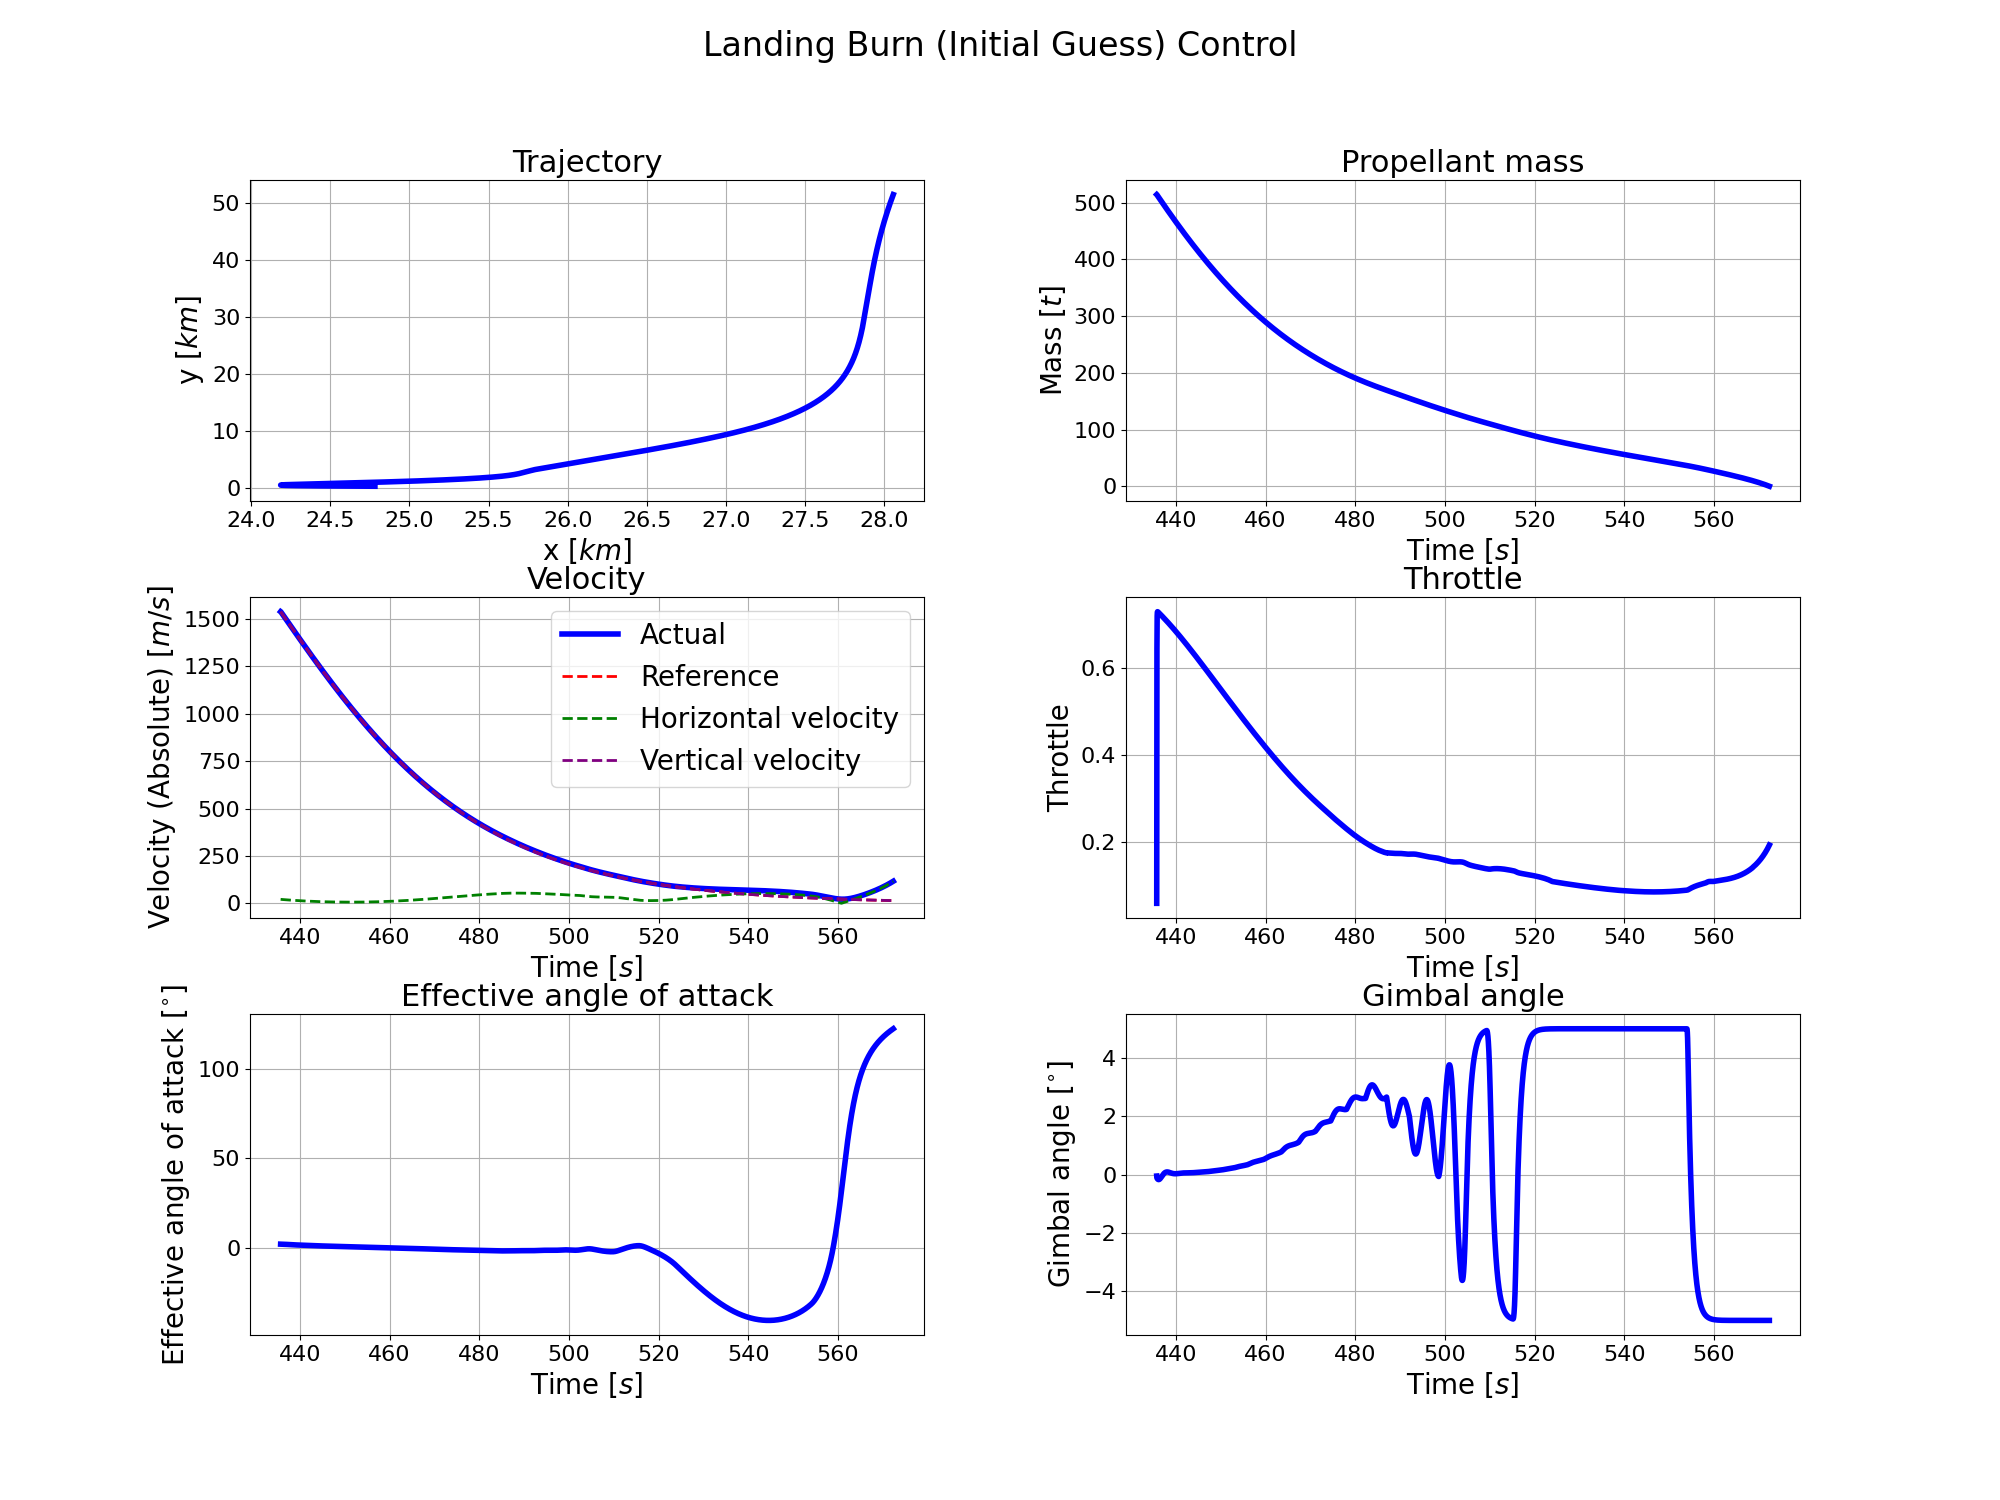 Landing Burn (Initial Guess) Control
Trajectory
y [km]
50
40
30
20
10
0
24.0 24.5 25.0 25.5 26.0 26.5 27.0 27.5 28.0
x [km]
Propellant mass
Mass [t]
500
400
300
200
100
0
440 460 480 500 520 540 560
Time [s]
Velocity
Velocity (Absolute) [m/s]
1500
1250
1000
750
500
250
0
Actual
Reference
Horizontal velocity
Vertical velocity
440 460 480 500 520 540 560
Time [s]
Throttle
Throttle
0.6
0.4
0.2
440 460 480 500 520 540 560
Time [s]
Effective angle of attack
Effective angle of attack [°]
100
50
0
440 460 480 500 520 540 560
Time [s]
Gimbal angle
Gimbal angle [°]
4
2
0
−2
−4
440 460 480 500 520 540 560
Time [s]